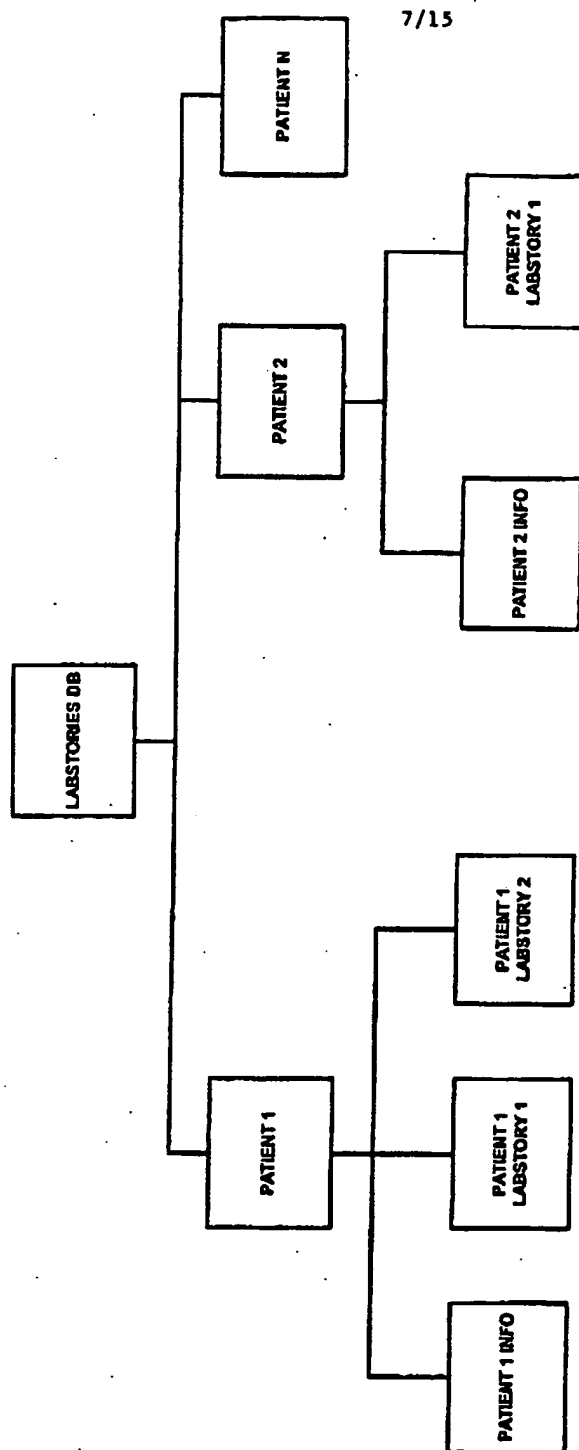 7/15
LABSTORIES DB
PATIENT 1
PATIENT 2
PATIENT N
PATIENT 1 INFO
PATIENT 1
LABSTORY 1
PATIENT 1
LABSTORY 2
PATIENT 2 INFO
PATIENT 2
LABSTORY 1